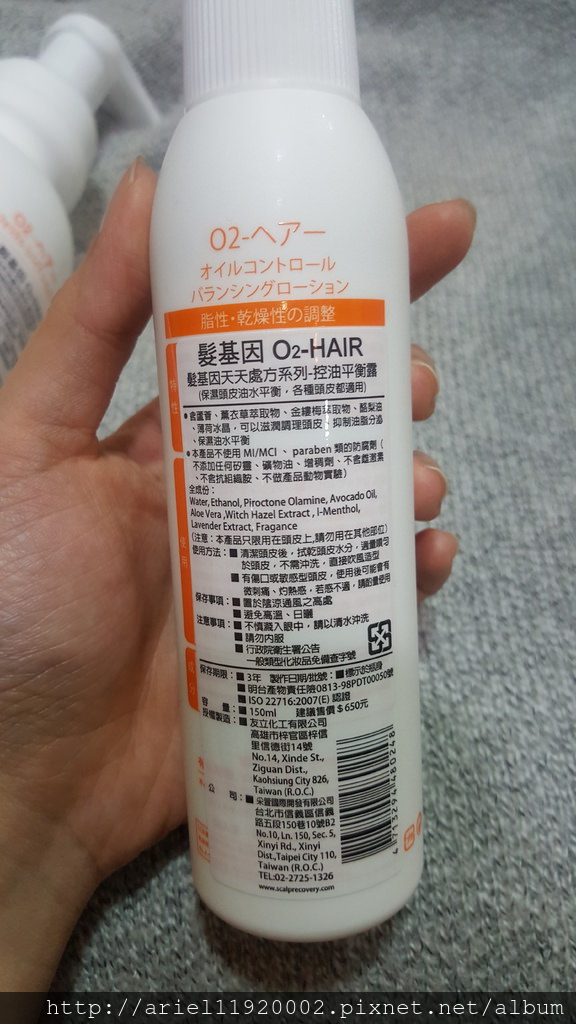 O2-ヘアー
オイルコントロール
バランシングローション
脂性・乾燥性の調整
髮基因 O2-HAIR
髮基因天天處方系列-控油平衡露
(保濕頭皮油水平衡，各種頭皮都適用)
特性
•含蘆薈、薰衣草萃取物、金縷梅萃取物、酪梨油
、薄荷冰晶，可以滋潤調理頭皮、抑制油脂分泌
、保濕油水平衡
•本產品不使用 MI/MCI 、 paraben 類的防腐劑（
不添加任何矽靈、礦物油、增稠劑、不含雌激素
、不含抗組織胺、不做產品動物實驗）
全成份：
Water, Ethanol, Piroctone Olamine, Avocado Oil,
Aloe Vera ,Witch Hazel Extract , l-Menthol,
Lavender Extract, Fragance
(注意：本產品只限用在頭皮上,請勿用在其他部位)
使用方法：■ 清潔頭皮後，拭乾頭皮水分，適量噴勻
於頭皮，不需沖洗，直接吹風造型
■ 有傷口或敏感型頭皮，使用後可能會有
微刺痛、灼熱感，若感不適，請酌量使用
保存事項：■ 置於陰涼通風之高處
■ 避免高溫、日曬
注意事項：■ 不慎濺入眼中，請以清水沖洗
■ 請勿內服
■ 行政院衛生署公告
一般類型化妝品免備查字號
保存期限：■ 3年 製作日期/批號：■ 標示於瓶身
■ 明台產物責任險0813-98PDT00050號
■ ISO 22716:2007(E) 認證
容 量：■ 150ml 建議售價 $ 650元
授權製造：■ 友立化工有限公司
高雄市梓官區梓信
里信德街14號
No.14, Xinde St.,
Ziguan Dist.,
Kaohsiung City 826,
Taiwan (R.O.C.)
公 司：■ 采豐國際開發有限公司
台北市信義區信義
路五段150巷10號B2
No.10, Ln. 150, Sec. 5,
Xinyi Rd., Xinyi
Dist.,Taipei City 110,
Taiwan (R.O.C.)
TEL:02-2725-1326
www.scalprecovery.com
4 713294 480248
http://ariel11920002.pixnet.net/album